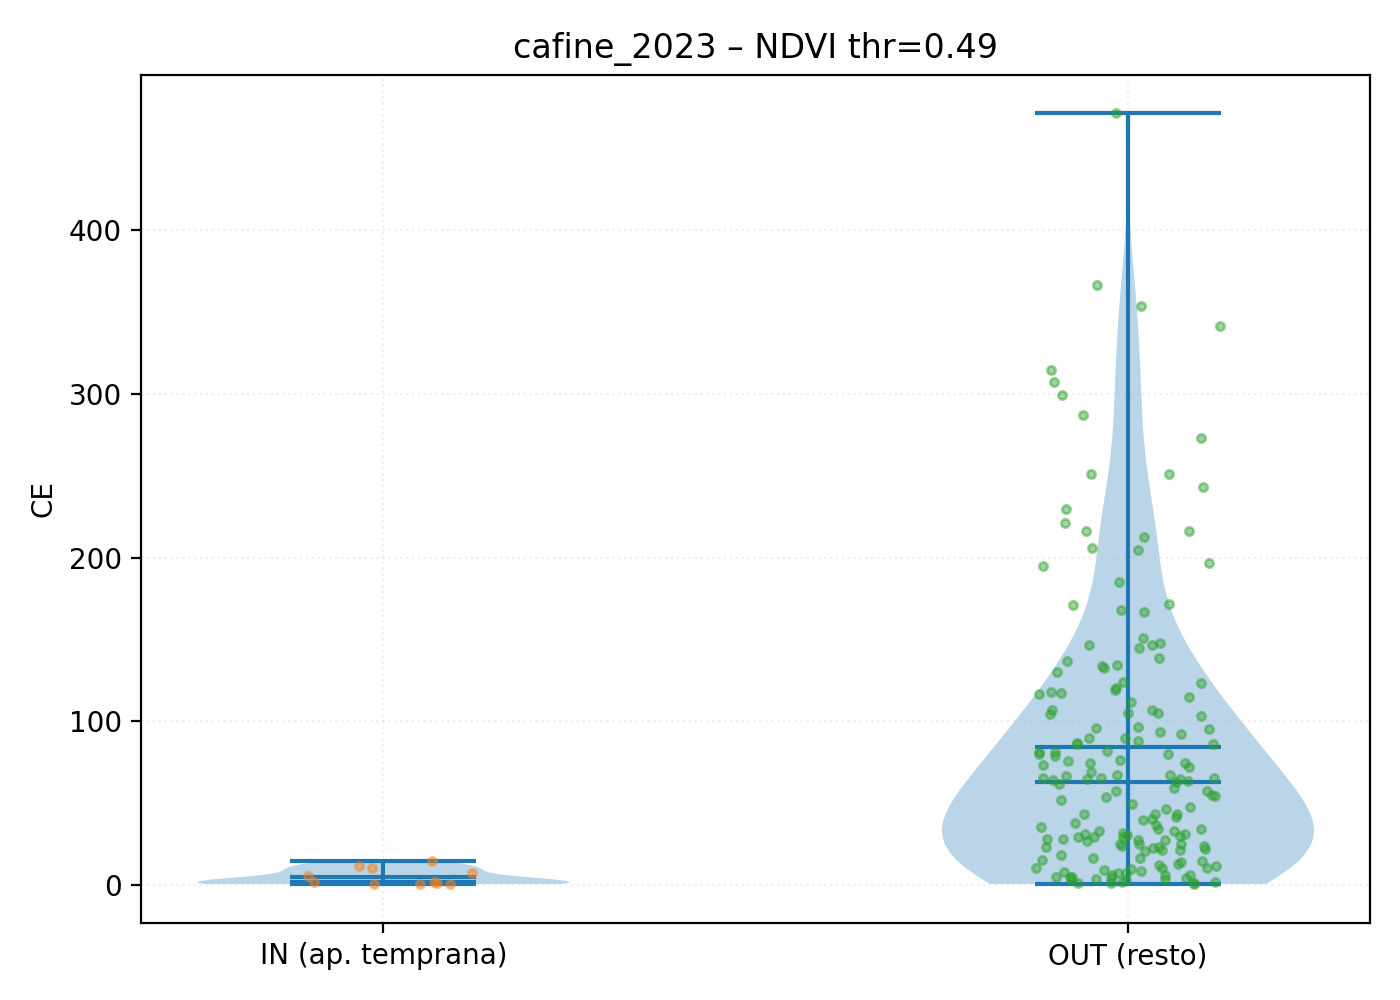 cafine_2023 – NDVI thr=0.49
CE
400
300
200
100
0
IN (ap. temprana)
OUT (resto)